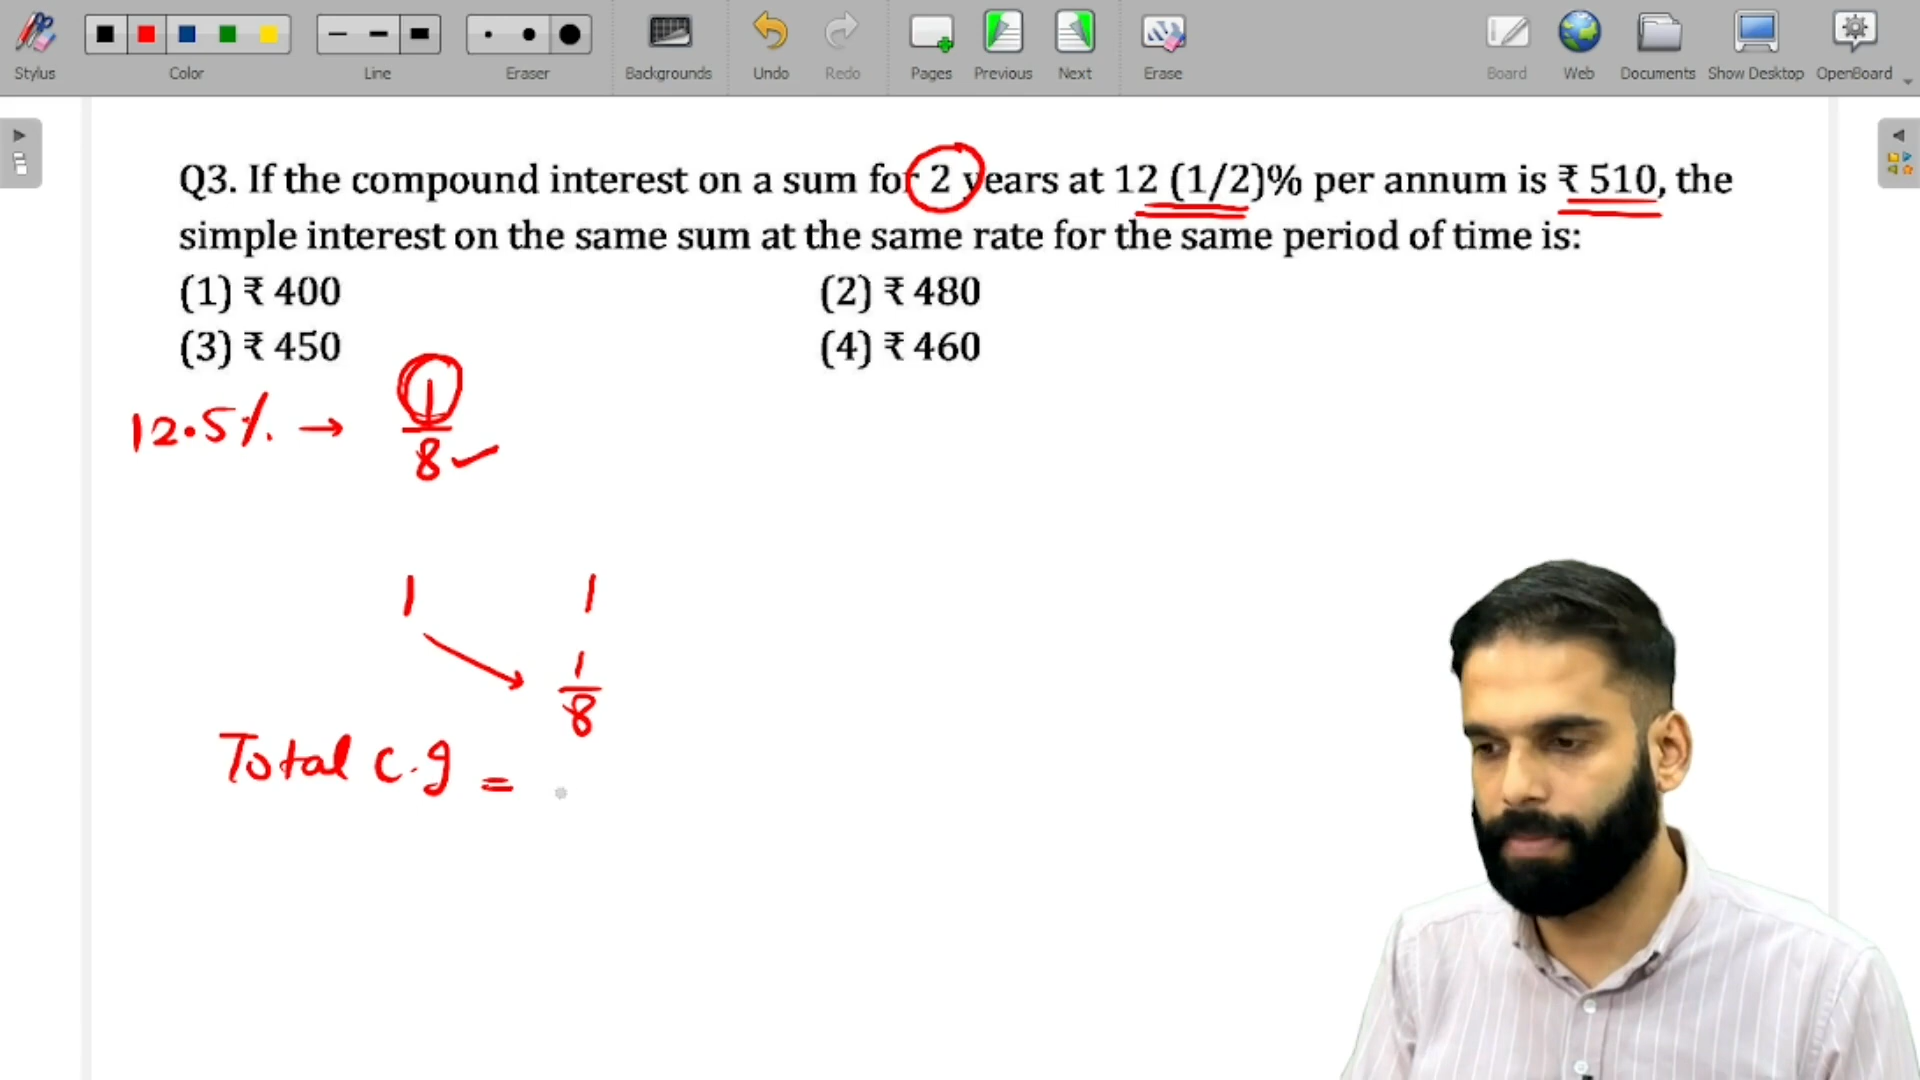 Stylus
Color
Line
Eraser
Backgrounds
Undo
Redo
Pages
Previous
Next
Erase
Board
Web
Documents
Show Desktop
OpenBoard
Q3. If the compound interest on a sum for 2 years at 12 (1/2)% per annum is ₹ 510, the
simple interest on the same sum at the same rate for the same period of time is:
(1) ₹ 400 (2) ₹ 480
(3) ₹ 450 (4) ₹ 460
12.5% → 1/8 ✓
1 1
1/8
Total C.I =